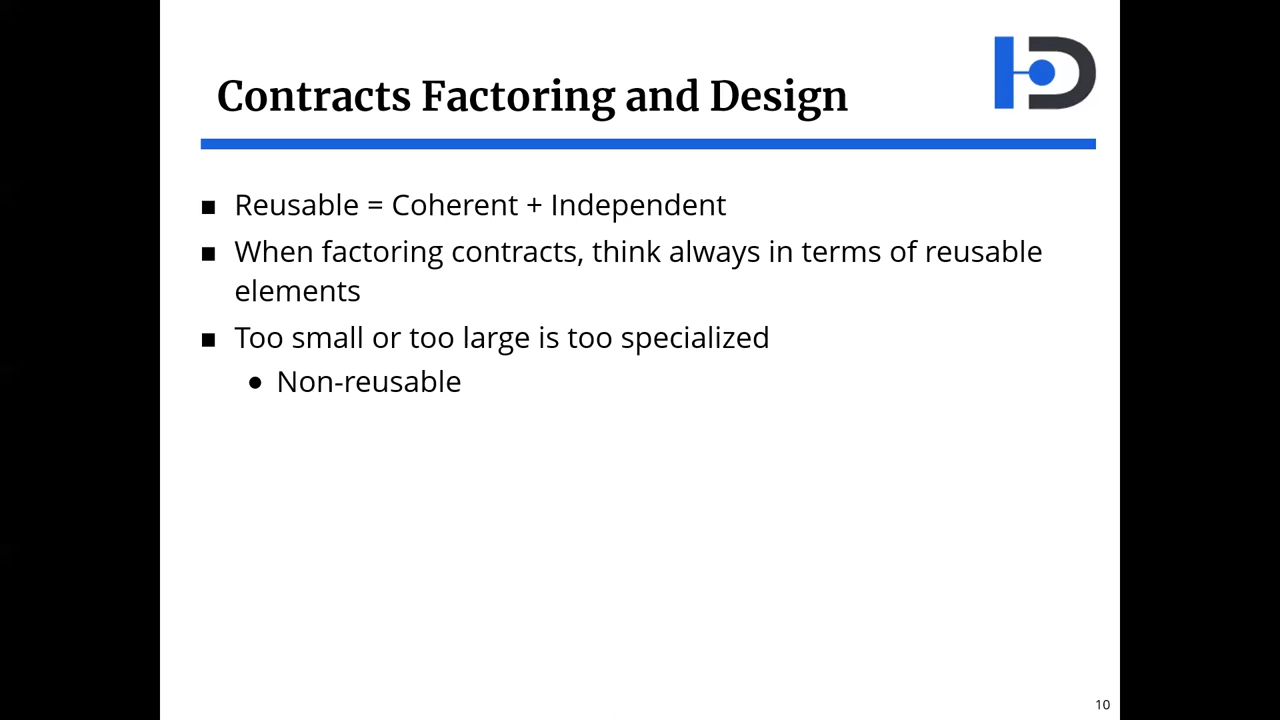 Contracts Factoring and Design
■ Reusable = Coherent + Independent
■ When factoring contracts, think always in terms of reusable
elements
■ Too small or too large is too specialized
● Non-reusable
10